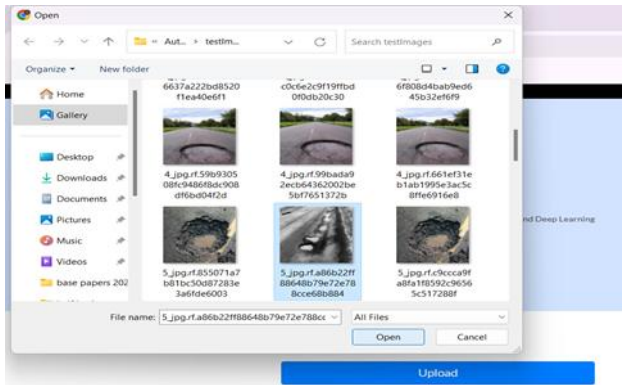 Open
Aut... › testIm...
Search testImages
Organize
New folder
Home
Gallery
Desktop
Downloads
Documents
Pictures
Music
Videos
base papers 202
6637a222bd8520
f1ea40e6f1
c0c6e2c9f19ffbd
0f0db20c30
6f808d4bab9ed6
45b32ef6f9
4_jpg.rf.59b9305
08fc9486f8dc908
df6bd04f2d
4_jpg.rf.99bada9
2ecb64362002be
5bf7651372b
4_jpg.rf.661ef31e
b1ab1995e3ac5c
8ffe6916e8
5_jpg.rf.855071a7
b81bc50d87283e
3a6fde6003
5_jpg.rf.a86b22ff
88648b79e72e78
8cce68b884
5_jpg.rf.c9ccca9f
a8fa1f8592c9656
5c517288f
nd Deep Learning
File name:
5_jpg.rf.a86b22ff88648b79e72e788cc
All Files
Open
Cancel
Upload